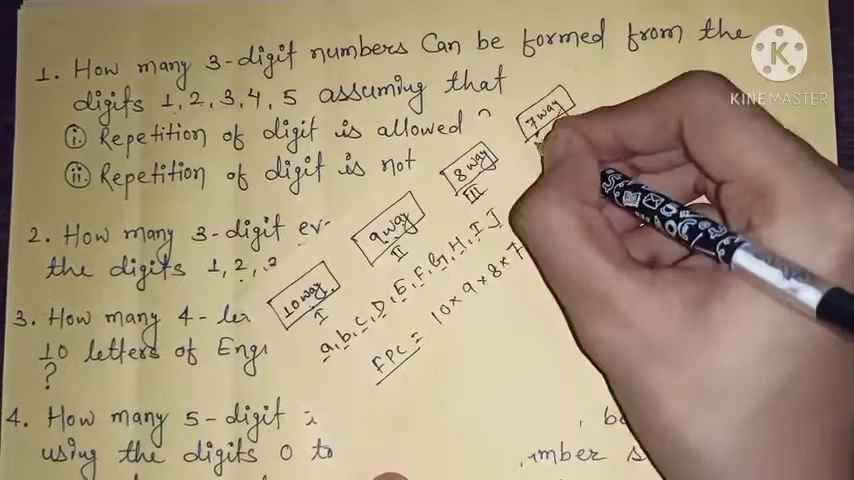 1. How many 3-digit numbers Can be formed from the
digits 1, 2, 3, 4, 5 assuming that
(i) Repetition of digit is allowed ?
(ii) Repetition of digit is not
2. How many 3-digit
the digits 1, 2, 3
3. How many 4-
10 letters of
?
4. How many 5-digit
using the digits 0 to
10 way
I
9 way
II
8 way
III
7 way
a, b, C, D, E, F, G, H, I J
FPC = 10 × 9 × 8 × 7
KINEMASTER